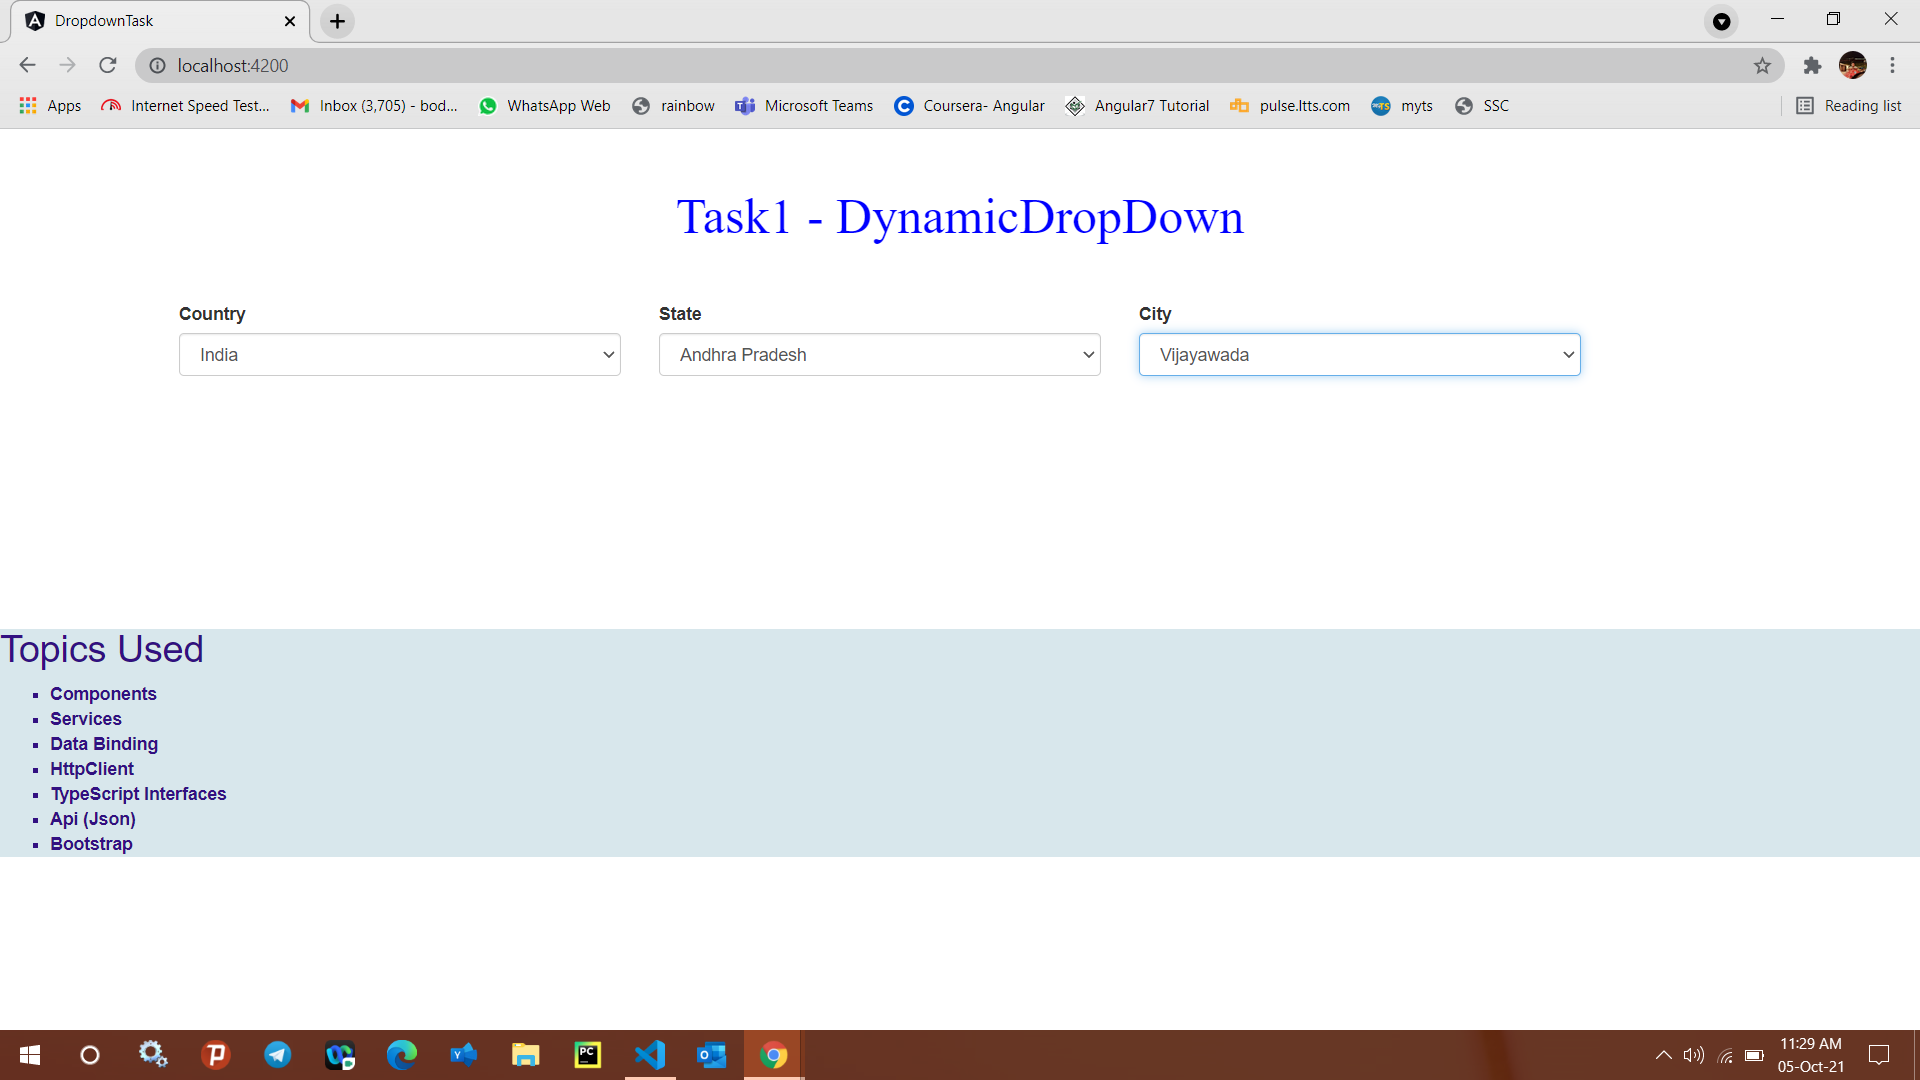 DropdownTask
localhost:4200
Apps Internet Speed Test... Inbox (3,705) - bod... WhatsApp Web rainbow Microsoft Teams Coursera- Angular Angular7 Tutorial pulse.ltts.com myts SSC Reading list
Task1 - DynamicDropDown
Country State City
India Andhra Pradesh Vijayawada
Topics Used
Components
Services
Data Binding
HttpClient
TypeScript Interfaces
Api (Json)
Bootstrap
11:29 AM
05-Oct-21